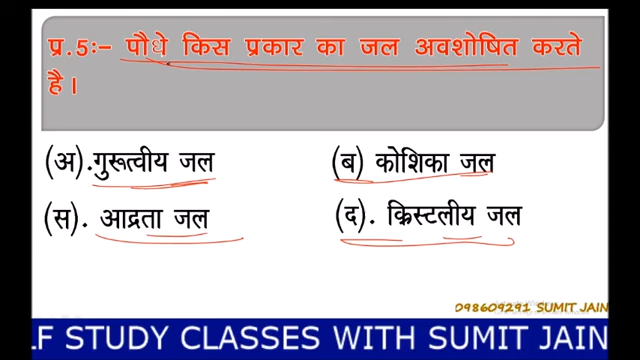 प्र.5ः– पौधे किस प्रकार का जल अवशोषित करते
है।
(अ).गुरूत्वीय जल (ब) कोशिका जल
(स). आद्रता जल (द). क्रिस्टलीय जल
098609291 SUMIT JAIN
LF STUDY CLASSES WITH SUMIT JAIN